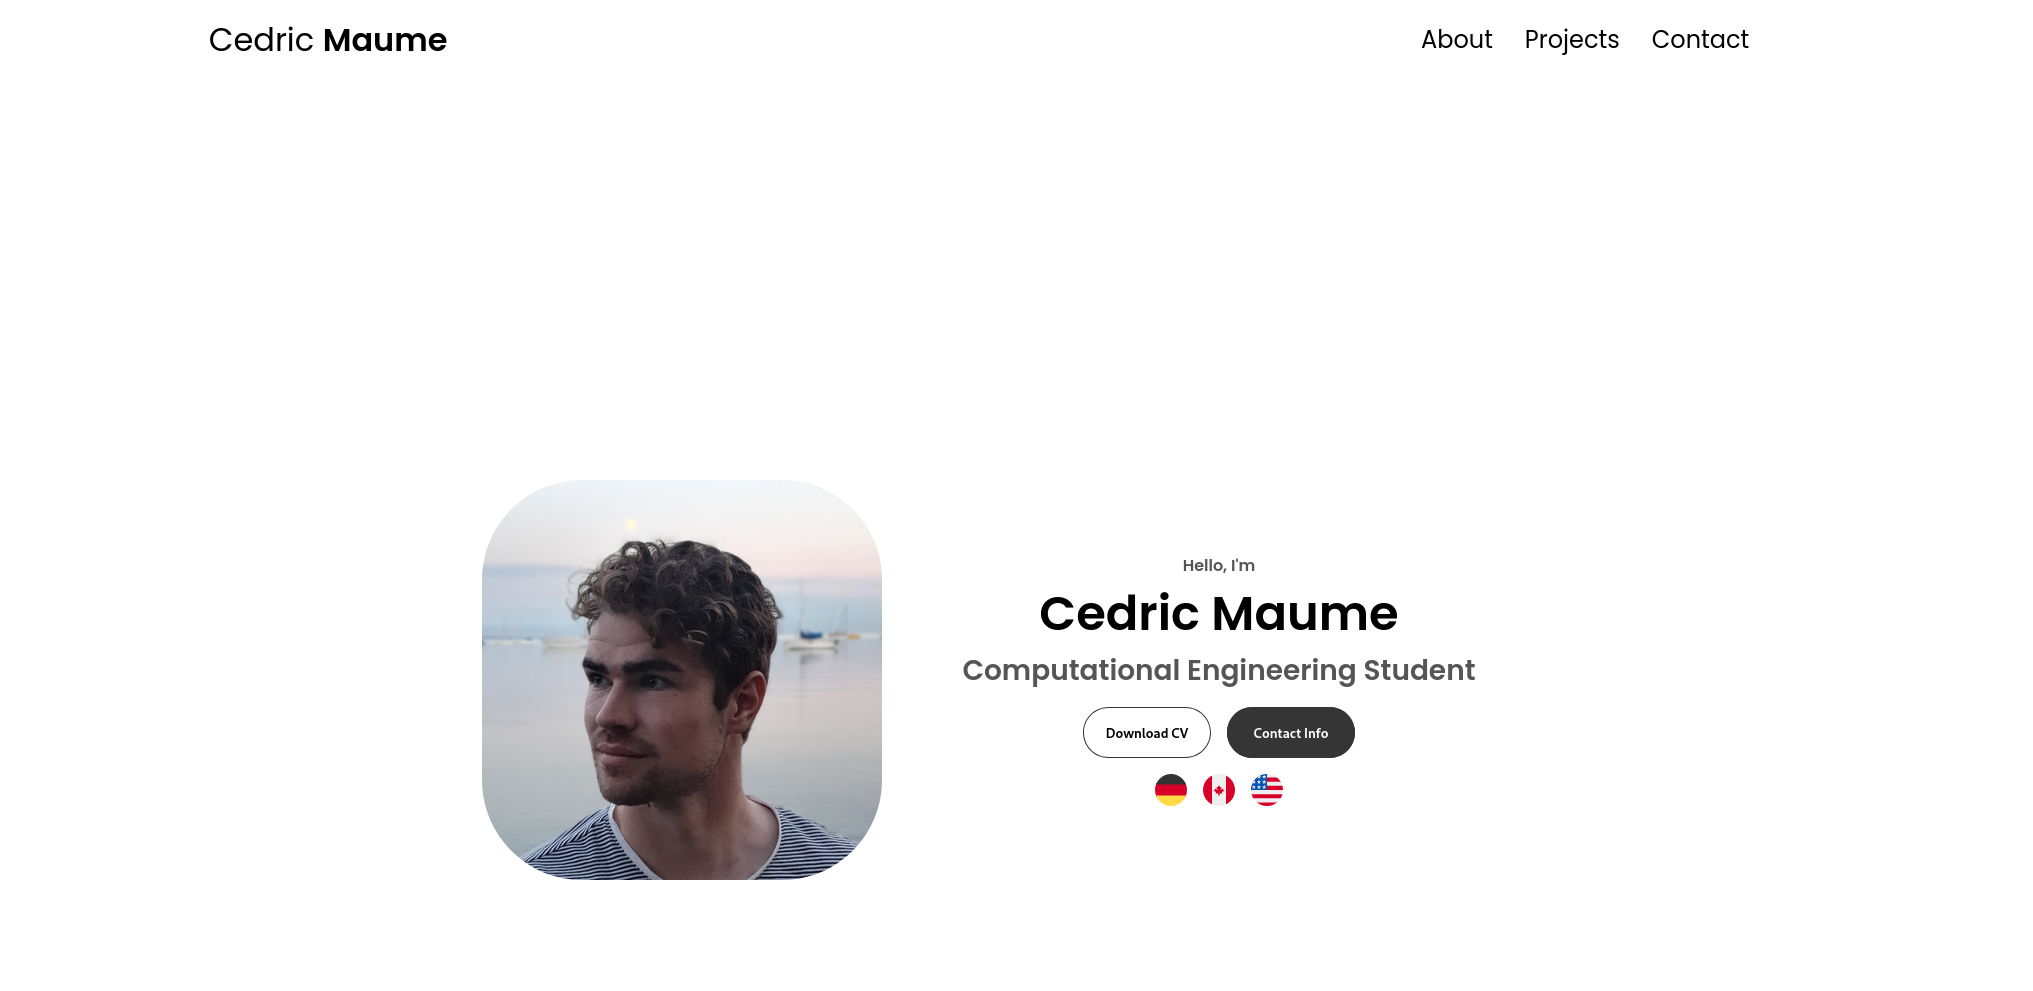 Cedric Maume
About Projects Contact
Hello, I'm
Cedric Maume
Computational Engineering Student
Download CV
Contact Info